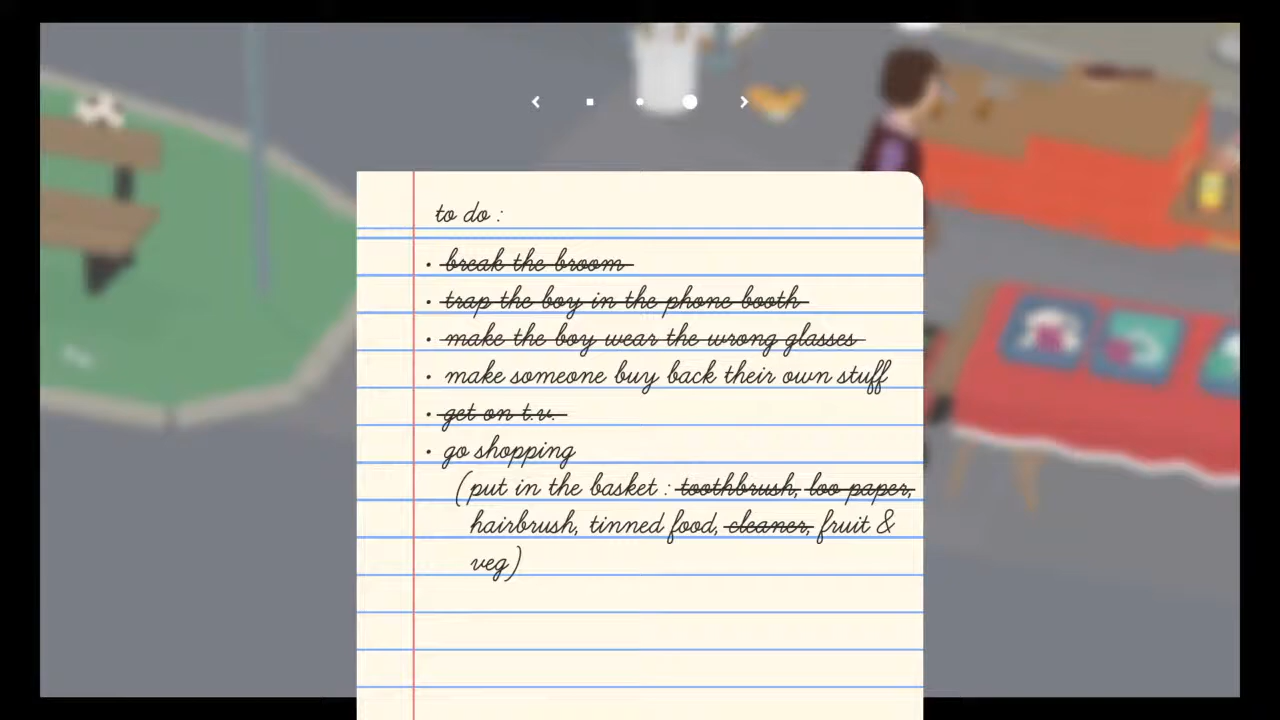 to do :
• break the broom
• trap the boy in the phone booth
• make the boy wear the wrong glasses
• make someone buy back their own stuff
• get on t.v.
• go shopping
(put in the basket : toothbrush, loo paper,
hairbrush, tinned food, cleaner, fruit &
veg)